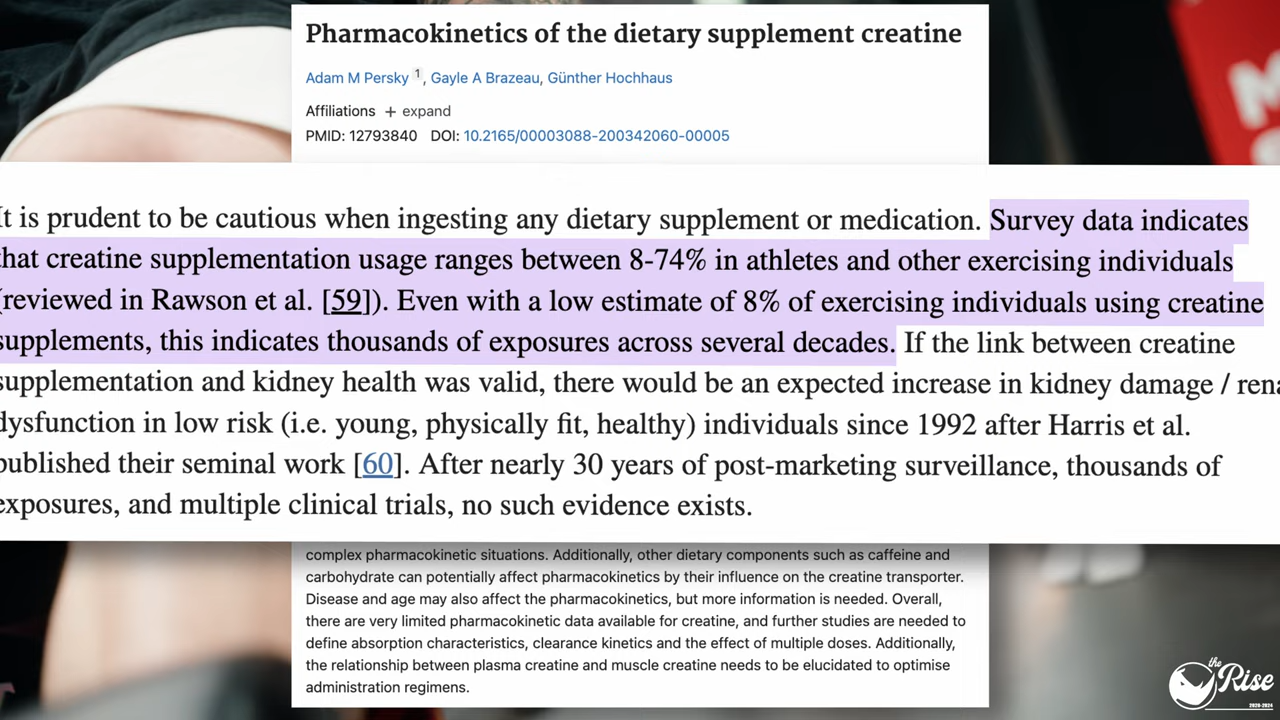 Pharmacokinetics of the dietary supplement creatine
Adam M Persky 1, Gayle A Brazeau, Günther Hochhaus
Affiliations + expand
PMID: 12793840 DOI: 10.2165/00003088-200342060-00005
It is prudent to be cautious when ingesting any dietary supplement or medication. Survey data indicates
that creatine supplementation usage ranges between 8-74% in athletes and other exercising individuals
(reviewed in Rawson et al. [59]). Even with a low estimate of 8% of exercising individuals using creatine
supplements, this indicates thousands of exposures across several decades. If the link between creatine
supplementation and kidney health was valid, there would be an expected increase in kidney damage / rena
dysfunction in low risk (i.e. young, physically fit, healthy) individuals since 1992 after Harris et al.
published their seminal work [60]. After nearly 30 years of post-marketing surveillance, thousands of
exposures, and multiple clinical trials, no such evidence exists.
complex pharmacokinetic situations. Additionally, other dietary components such as caffeine and
carbohydrate can potentially affect pharmacokinetics by their influence on the creatine transporter.
Disease and age may also affect the pharmacokinetics, but more information is needed. Overall,
there are very limited pharmacokinetic data available for creatine, and further studies are needed to
define absorption characteristics, clearance kinetics and the effect of multiple doses. Additionally,
the relationship between plasma creatine and muscle creatine needs to be elucidated to optimise
administration regimens.
the
Rise
2020-2024